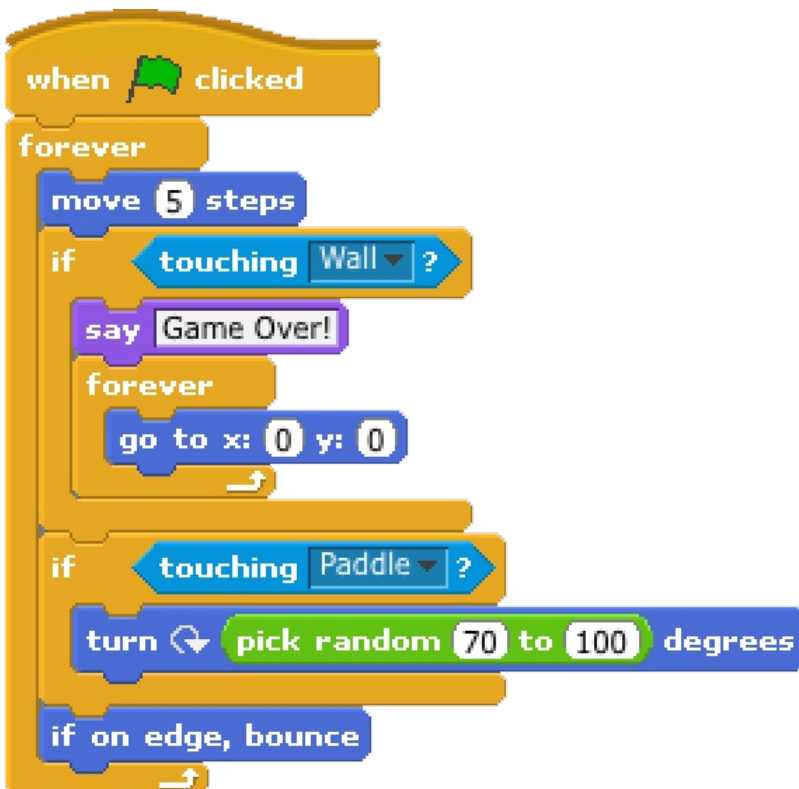 when clicked
forever
move 5 steps
if touching Wall ?
say Game Over!
forever
go to x: 0 y: 0
if touching Paddle ?
turn pick random 70 to 100 degrees
if on edge, bounce